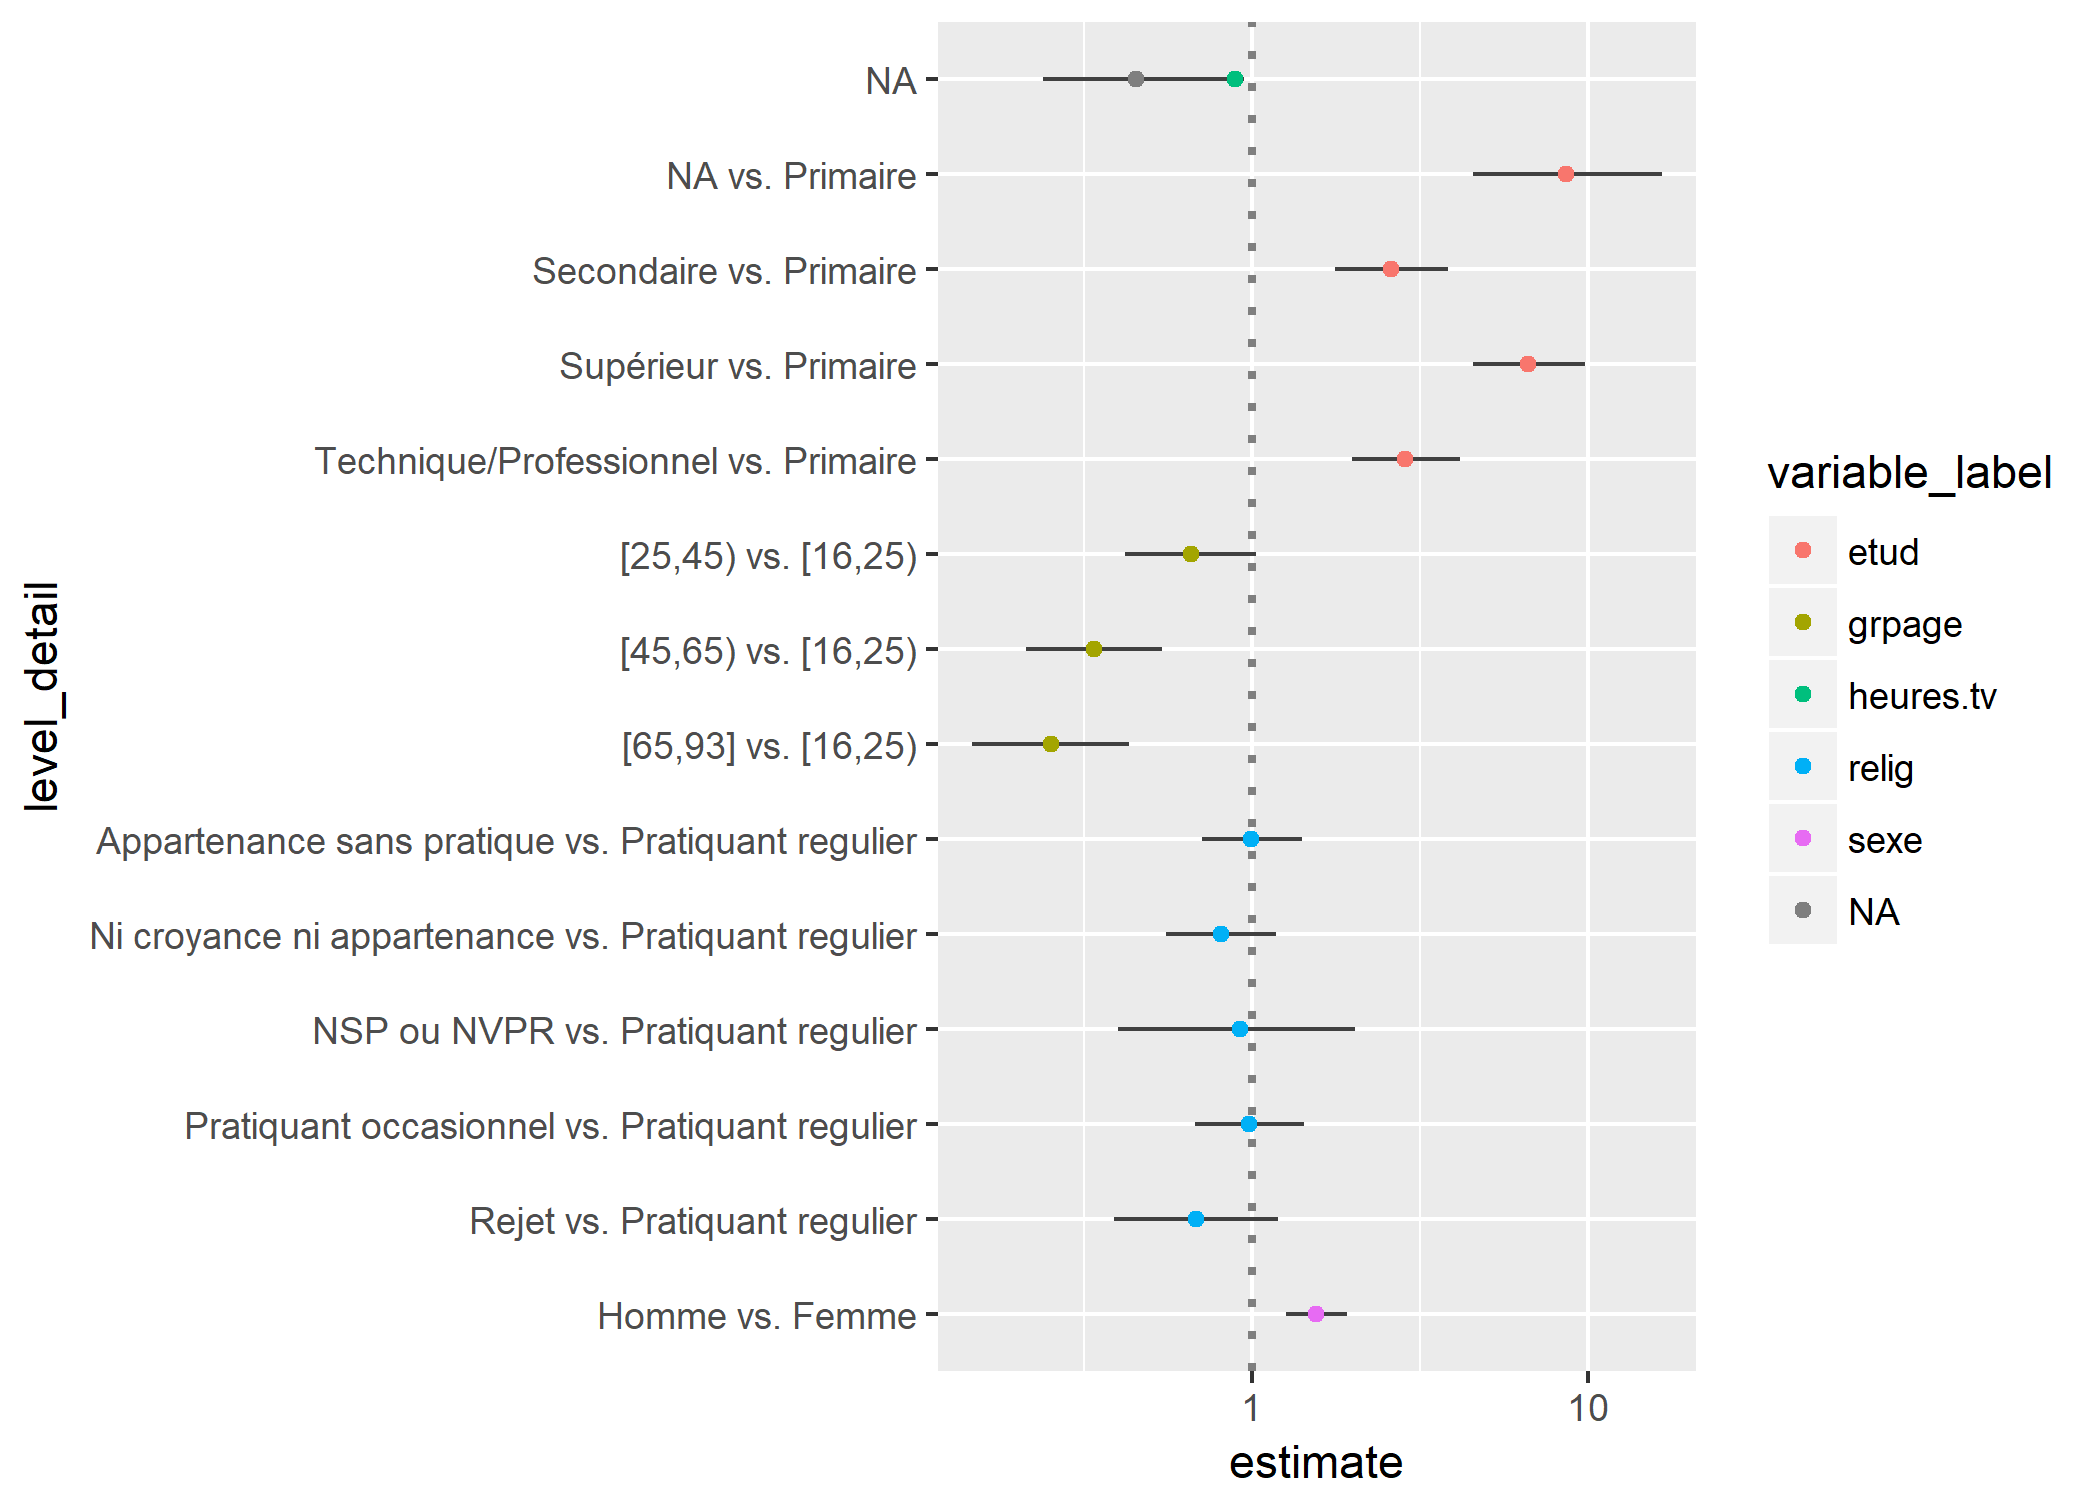 NA
NA vs. Primaire
Secondaire vs. Primaire
Supérieur vs. Primaire
Technique/Professionnel vs. Primaire
[25,45) vs. [16,25)
[45,65) vs. [16,25)
[65,93] vs. [16,25)
Appartenance sans pratique vs. Pratiquant regulier
Ni croyance ni appartenance vs. Pratiquant regulier
NSP ou NVPR vs. Pratiquant regulier
Pratiquant occasionnel vs. Pratiquant regulier
Rejet vs. Pratiquant regulier
Homme vs. Femme
level_detail
1
10
estimate
variable_label
etud
grpage
heures.tv
relig
sexe
NA